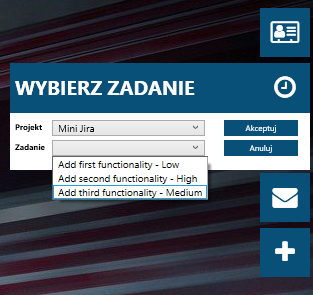 WYBIERZ ZADANIE
Projekt Mini Jira Akceptuj
Zadanie Anuluj
Add first functionality - Low
Add second functionality - High
Add third functionality - Medium